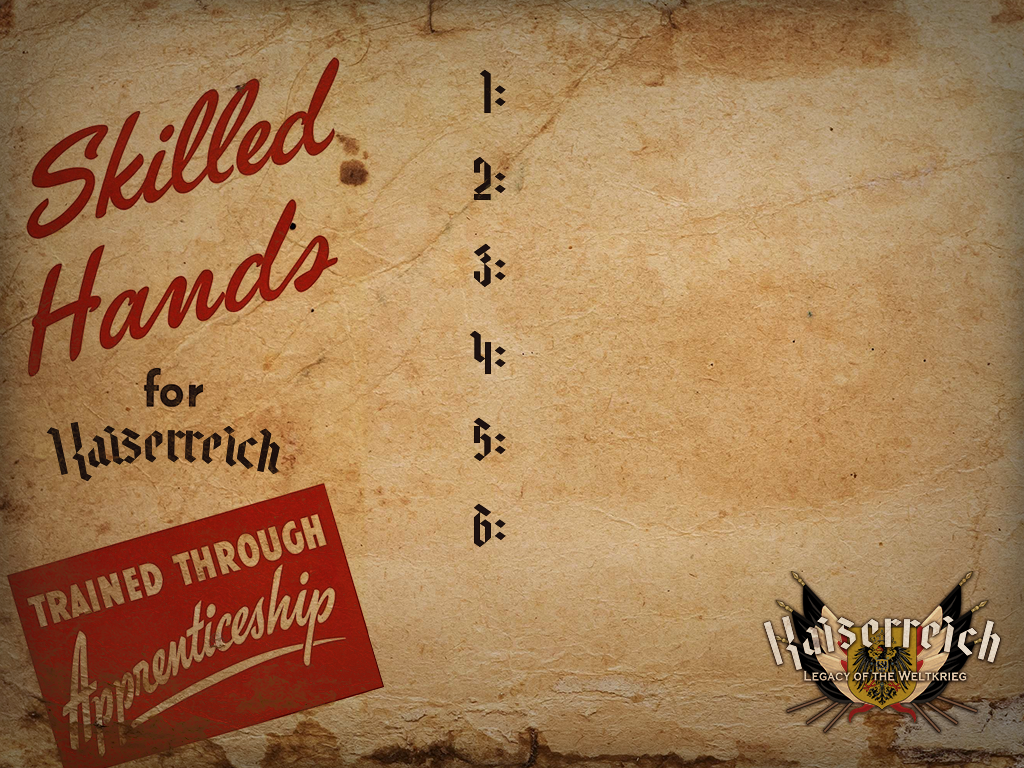 Skilled
Hands
for
Kaiserreich
TRAINED THROUGH
Apprenticeship
1:
2:
3:
4:
5:
6:
Kaiserreich
LEGACY OF THE WELTKRIEG